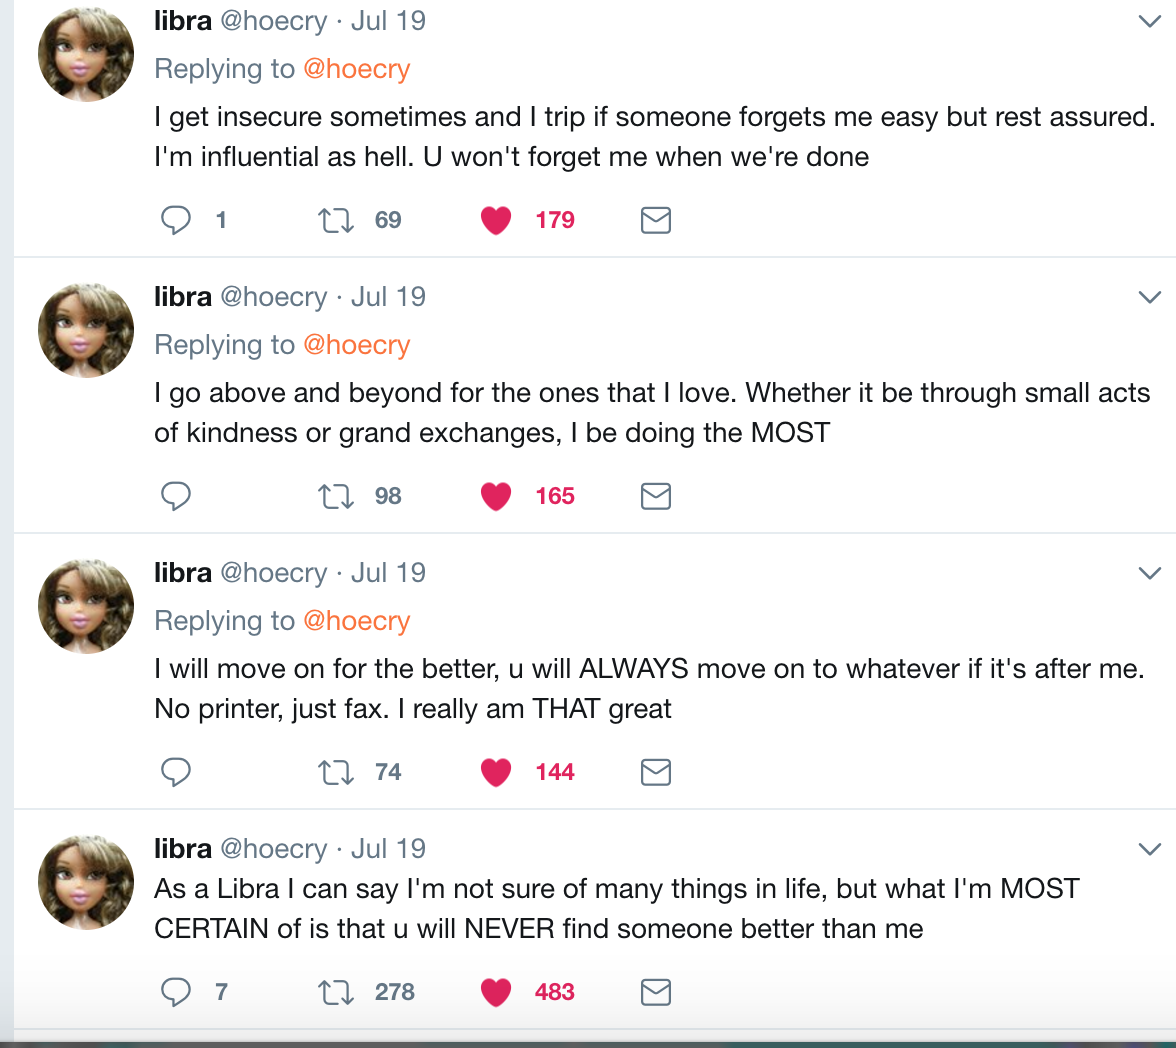 libra @hoecry · Jul 19
Replying to @hoecry
I get insecure sometimes and I trip if someone forgets me easy but rest assured.
I'm influential as hell. U won't forget me when we're done
1 69 179
libra @hoecry · Jul 19
Replying to @hoecry
I go above and beyond for the ones that I love. Whether it be through small acts
of kindness or grand exchanges, I be doing the MOST
98 165
libra @hoecry · Jul 19
Replying to @hoecry
I will move on for the better, u will ALWAYS move on to whatever if it's after me.
No printer, just fax. I really am THAT great
74 144
libra @hoecry · Jul 19
As a Libra I can say I'm not sure of many things in life, but what I'm MOST
CERTAIN of is that u will NEVER find someone better than me
7 278 483